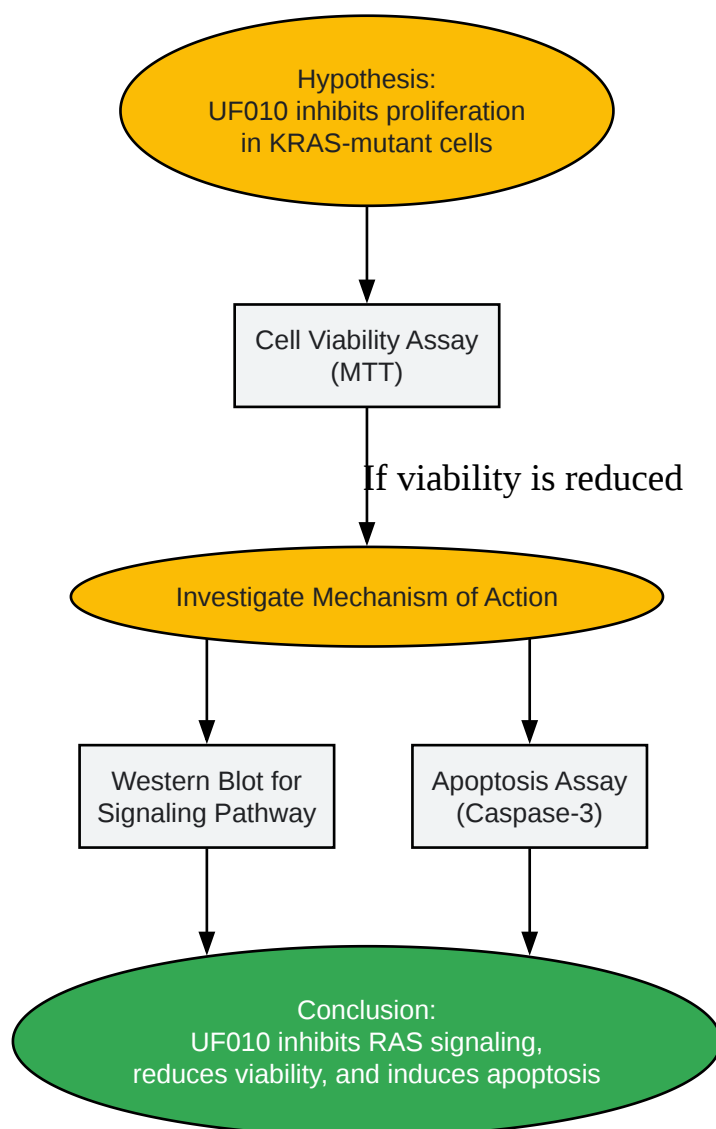 Hypothesis:
UF010 inhibits proliferation
in KRAS-mutant cells
Cell Viability Assay
(MTT)
If viability is reduced
Investigate Mechanism of Action
Western Blot for
Signaling Pathway
Apoptosis Assay
(Caspase-3)
Conclusion:
UF010 inhibits RAS signaling,
reduces viability, and induces apoptosis